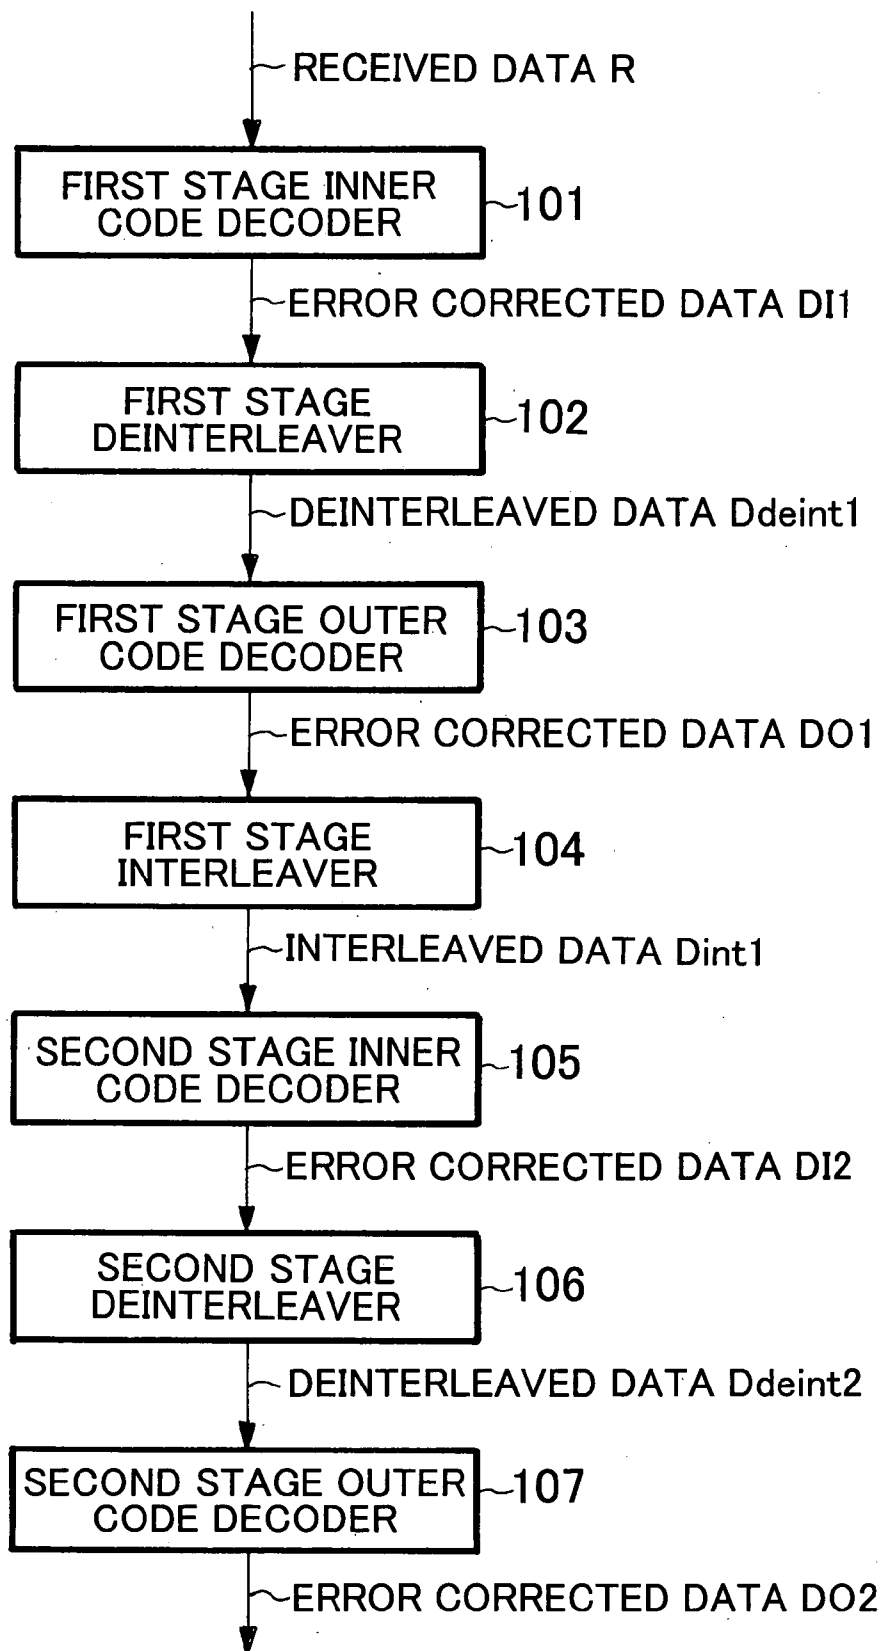 RECEIVED DATA R
FIRST STAGE INNER
CODE DECODER
101
ERROR CORRECTED DATA DI1
FIRST STAGE
DEINTERLEAVER
102
DEINTERLEAVED DATA Ddeint1
FIRST STAGE OUTER
CODE DECODER
103
ERROR CORRECTED DATA DO1
FIRST STAGE
INTERLEAVER
104
INTERLEAVED DATA Dint1
SECOND STAGE INNER
CODE DECODER
105
ERROR CORRECTED DATA DI2
SECOND STAGE
DEINTERLEAVER
106
DEINTERLEAVED DATA Ddeint2
SECOND STAGE OUTER
CODE DECODER
107
ERROR CORRECTED DATA DO2